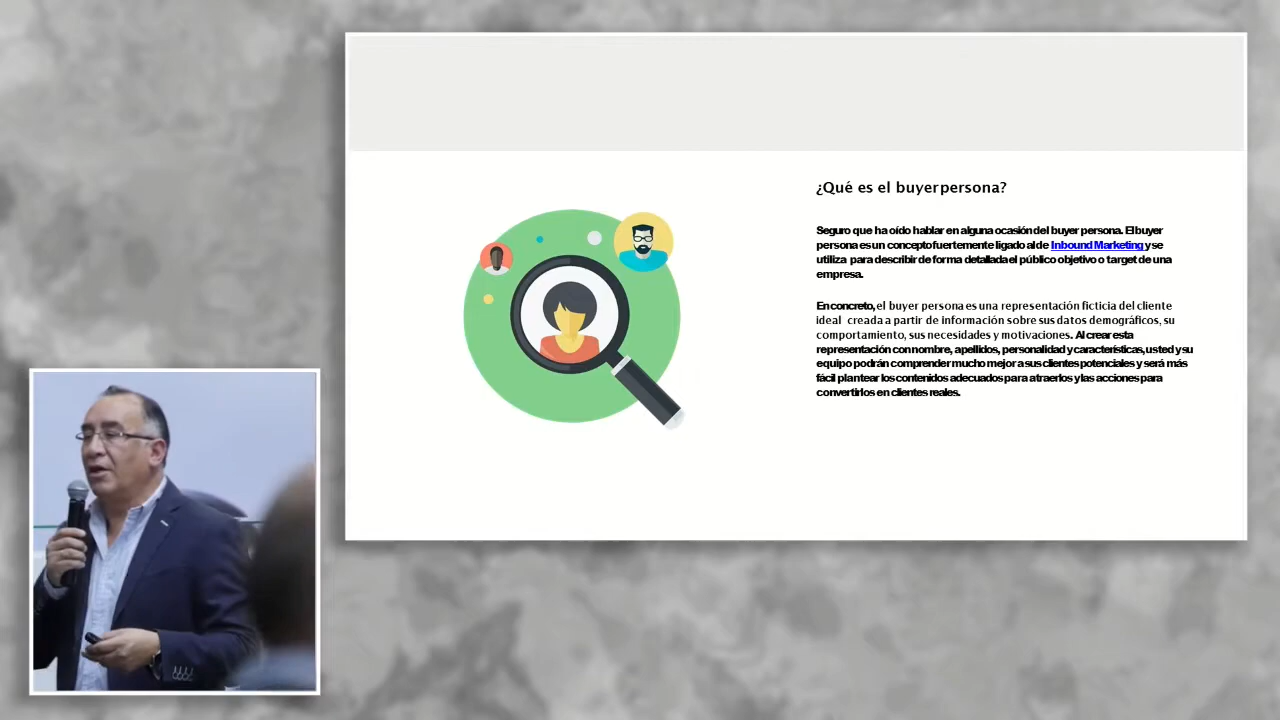 ¿Qué es el buyer persona?
Seguro que ha oído hablar en alguna ocasión del buyer persona. El buyer
persona es un concepto fuertemente ligado al de Inbound Marketing y se
utiliza para describir de forma detallada el público objetivo o target de una
empresa.
En concreto, el buyer persona es una representación ficticia del cliente
ideal creada a partir de información sobre sus datos demográficos, su
comportamiento, sus necesidades y motivaciones. Al crear esta
representación con nombre, apellidos, personalidad y características, usted y su
equipo podrán comprender mucho mejor a sus clientes potenciales y será más
fácil plantear los contenidos adecuados para atraerlos y las acciones para
convertirlos en clientes reales.